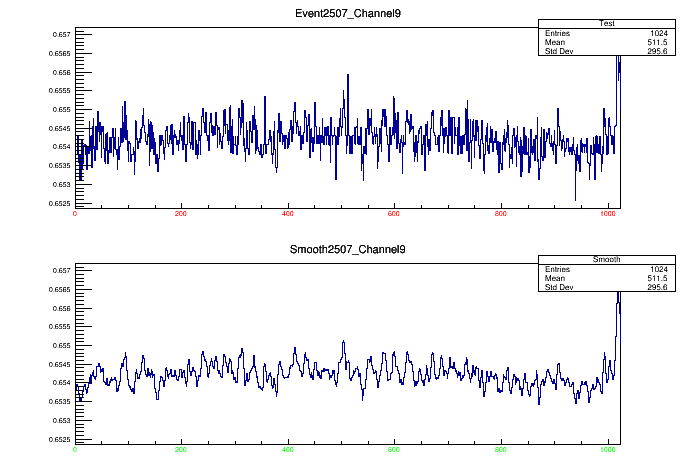 Event2507_Channel9
Test
Entries 1024
Mean 511.5
Std Dev 295.6
0.657
0.6565
0.656
0.6555
0.655
0.6545
0.654
0.6535
0.653
0.6525
0 200 400 600 800 1000
Smooth2507_Channel9
Smooth
Entries 1024
Mean 511.5
Std Dev 295.6
0.657
0.6565
0.656
0.6555
0.655
0.6545
0.654
0.6535
0.653
0.6525
0 200 400 600 800 1000